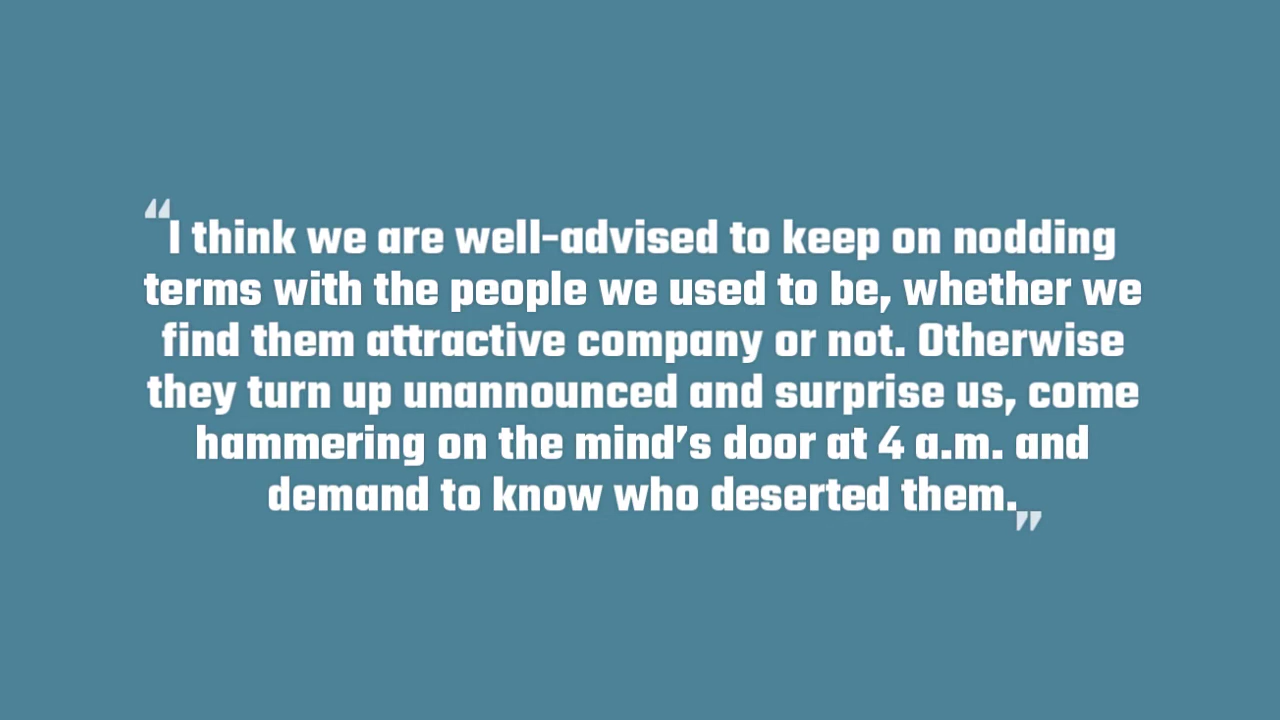 “I think we are well-advised to keep on nodding
terms with the people we used to be, whether we
find them attractive company or not. Otherwise
they turn up unannounced and surprise us, come
hammering on the mind’s door at 4 a.m. and
demand to know who deserted them.”